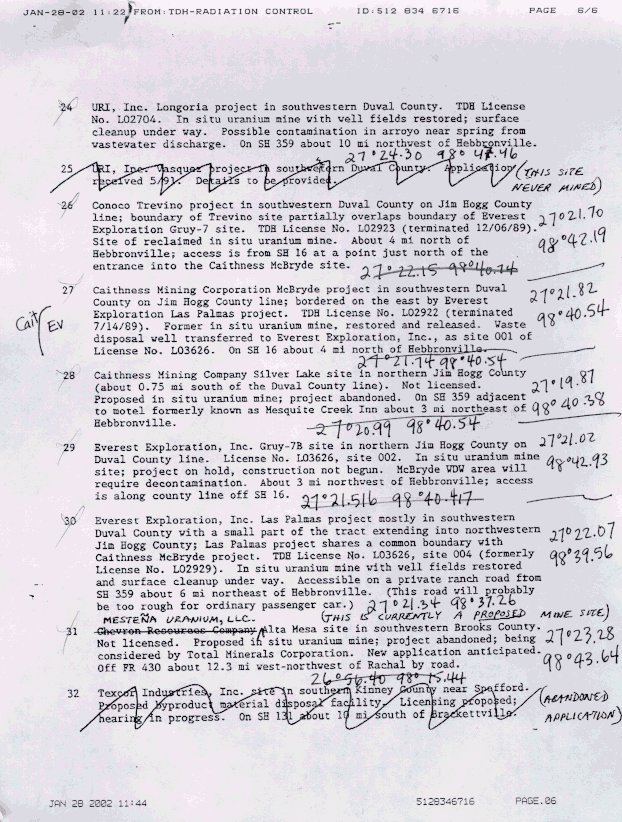 JAN-28-02 11:22 FROM:TDH-RADIATION CONTROL ID:512 834 6716 PAGE 6/6
24 URI, Inc. Longoria project in southwestern Duval County. TDH License
No. L02704. In situ uranium mine with well fields restored; surface
cleanup under way. Possible contamination in arroyo near spring from
wastewater discharge. On SH 359 about 10 mi northwest of Hebbronville.
27°24.30 98°47.46
25 URI, Inc. Vasquez project in southwestern Duval County. Application
received 5/91. Details to be provided.
(THIS SITE
NEVER MINED)
26 Conoco Trevino project in southwestern Duval County on Jim Hogg County
line; boundary of Trevino site partially overlaps boundary of Everest
Exploration Gruy-7 site. TDH License No. L02923 (terminated 12/06/89).
Site of reclaimed in situ uranium mine. About 4 mi north of
Hebbronville; access is from SH 16 at a point just north of the
entrance into the Caithness McBryde site.
27°22.15 98°40.74
27°21.70
98°42.19
27 Caithness Mining Corporation McBryde project in southwestern Duval
County on Jim Hogg County line; bordered on the east by Everest
Exploration Las Palmas project. TDH License No. L02922 (terminated
7/14/89). Former in situ uranium mine, restored and released. Waste
disposal well transferred to Everest Exploration, Inc., as site 001 of
License No. L03626. On SH 16 about 4 mi north of Hebbronville.
Cait/Ev
27°21.82
98°40.54
27°21.74 98°40.54
28 Caithness Mining Company Silver Lake site in northern Jim Hogg County
(about 0.75 mi south of the Duval County line). Not licensed.
Proposed in situ uranium mine; project abandoned. On SH 359 adjacent
to motel formerly known as Mesquite Creek Inn about 3 mi northeast of
Hebbronville.
27°19.87
98°40.38
27°20.99 98°40.54
29 Everest Exploration, Inc. Gruy-7B site in northern Jim Hogg County on
Duval County line. License No. L03626, site 002. In situ uranium mine
site; project on hold, construction not begun. McBryde WDW area will
require decontamination. About 3 mi northwest of Hebbronville; access
is along county line off SH 16.
27°21.02
98°42.93
27°21.516 98°40.417
30 Everest Exploration, Inc. Las Palmas project mostly in southwestern
Duval County with a small part of the tract extending into northwestern
Jim Hogg County; Las Palmas project shares a common boundary with
Caithness McBryde project. TDH License No. L03626, site 004 (formerly
License No. L02929). In situ uranium mine with well fields restored
and surface cleanup under way. Accessible on a private ranch road from
SH 359 about 6 mi northeast of Hebbronville. (This road will probably
be too rough for ordinary passenger car.)
27°22.07
98°39.56
27°21.34 98°37.26
MESTEÑA URANIUM, LLC. (THIS IS CURRENTLY A PROPOSED MINE SITE)
31 Chevron Resources Company Alta Mesa site in southwestern Brooks County.
Not licensed. Proposed in situ uranium mine; project abandoned; being
considered by Total Minerals Corporation. New application anticipated.
Off FR 430 about 12.3 mi west-northwest of Rachal by road.
27°23.28
98°43.64
26°56.40 98°15.44
32 Texcor Industries, Inc. site in southern Kinney County near Spofford.
Proposed byproduct material disposal facility. Licensing proposed;
hearing in progress. On SH 131 about 10 mi south of Brackettville.
(ABANDONED
APPLICATION)
JAN 28 2002 11:44 5128346716 PAGE.06